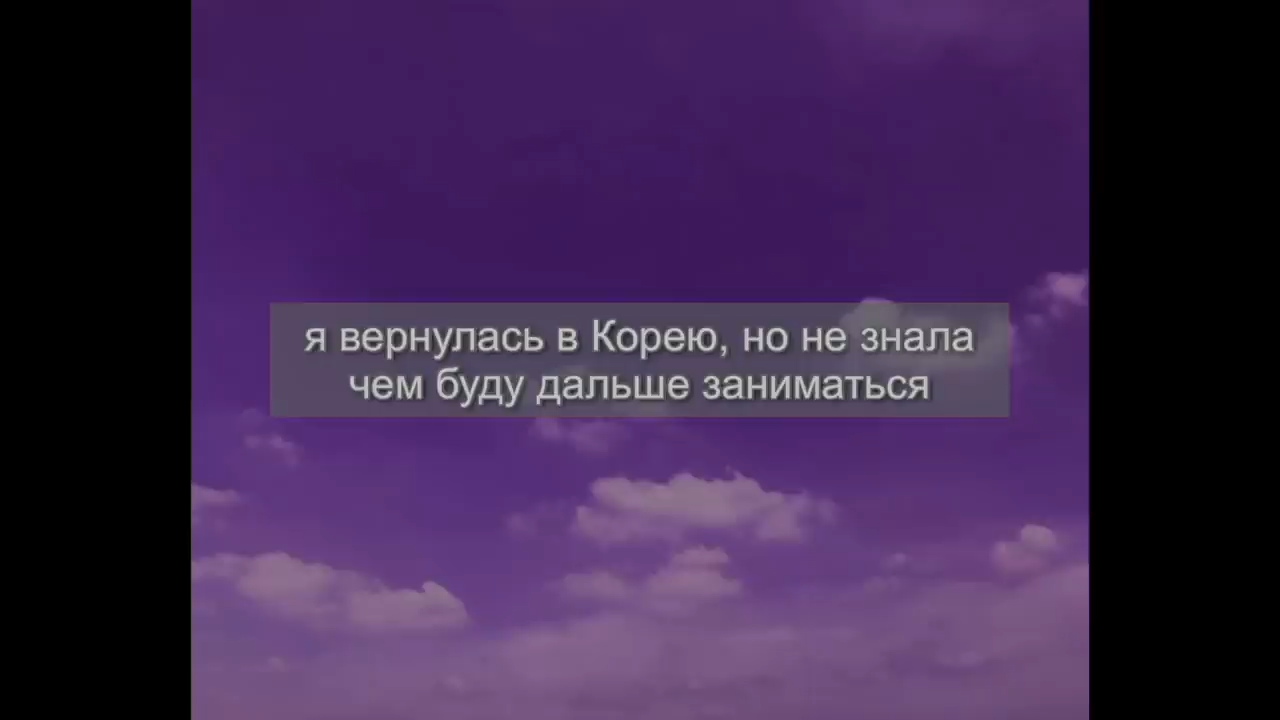 я вернулась в Корею, но не знала
чем буду дальше заниматься